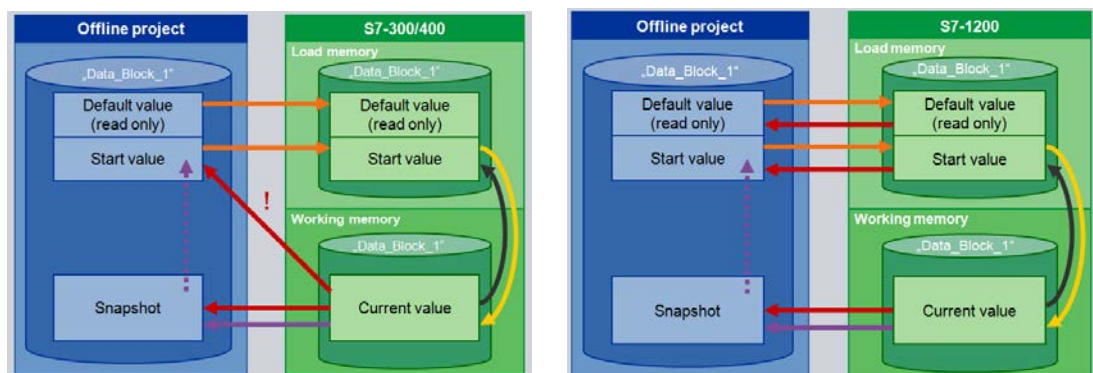 Offline project
S7-300/400
Load memory
„Data_Block_1“
„Data_Block_1“
Default value
(read only)
Default value
(read only)
Start value
Start value
!
Working memory
„Data_Block_1“
Snapshot
Current value
Offline project
S7-1200
Load memory
„Data_Block_1“
„Data_Block_1“
Default value
(read only)
Default value
(read only)
Start value
Start value
Working memory
„Data_Block_1“
Snapshot
Current value